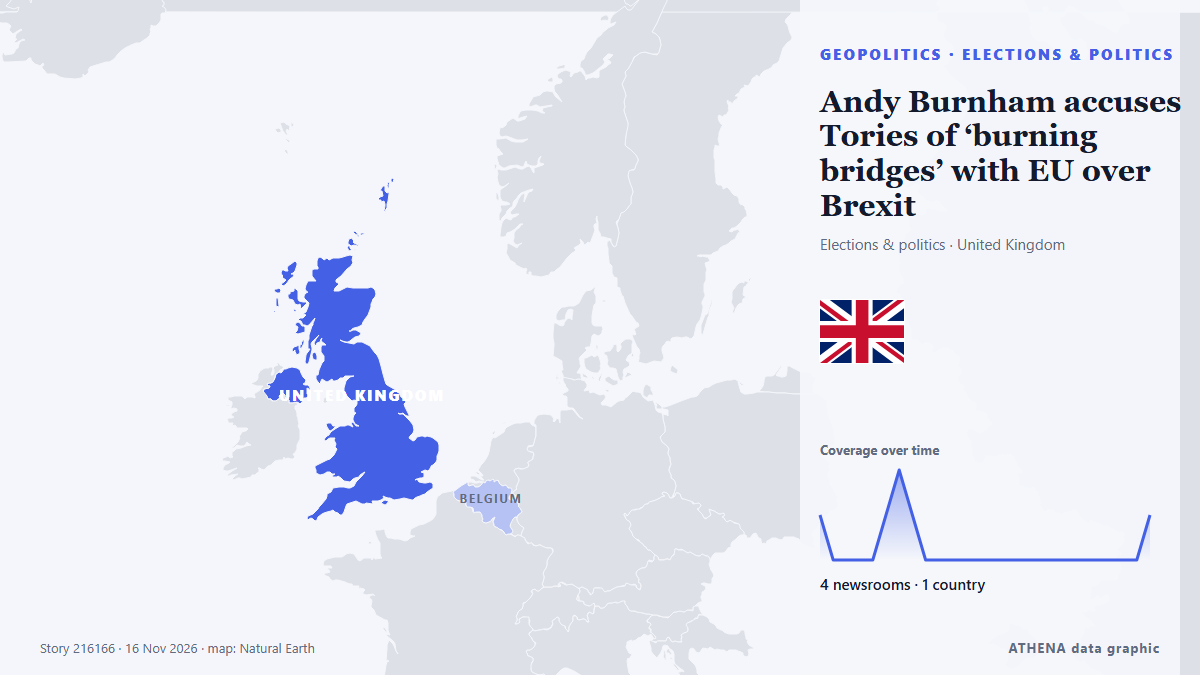 GEOPOLITICS · ELECTIONS & POLITICS
Andy Burnham accuses
Tories of ‘burning
bridges’ with EU over
Brexit
Elections & politics · United Kingdom
UNITED KINGDOM
BELGIUM
Coverage over time
4 newsrooms · 1 country
Story 216166 · 16 Nov 2026 · map: Natural Earth
ATHENA data graphic